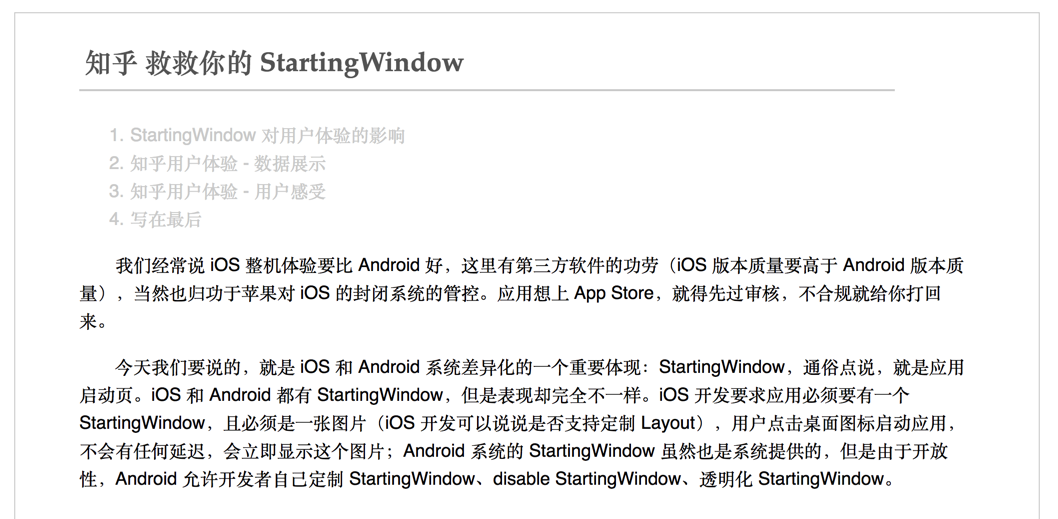 知乎 救救你的 StartingWindow
1. StartingWindow 对用户体验的影响
2. 知乎用户体验 - 数据展示
3. 知乎用户体验 - 用户感受
4. 写在最后
我们经常说 iOS 整机体验要比 Android 好，这里有第三方软件的功劳（iOS 版本质量要高于 Android 版本质
量），当然也归功于苹果对 iOS 的封闭系统的管控。应用想上 App Store，就得先过审核，不合规就给你打回
来。
今天我们要说的，就是 iOS 和 Android 系统差异化的一个重要体现：StartingWindow，通俗点说，就是应用
启动页。iOS 和 Android 都有 StartingWindow，但是表现却完全不一样。iOS 开发要求应用必须要有一个
StartingWindow，且必须是一张图片（iOS 开发可以说说是否支持定制 Layout），用户点击桌面图标启动应用，
不会有任何延迟，会立即显示这个图片；Android 系统的 StartingWindow 虽然也是系统提供的，但是由于开放
性，Android 允许开发者自己定制 StartingWindow、disable StartingWindow、透明化 StartingWindow。